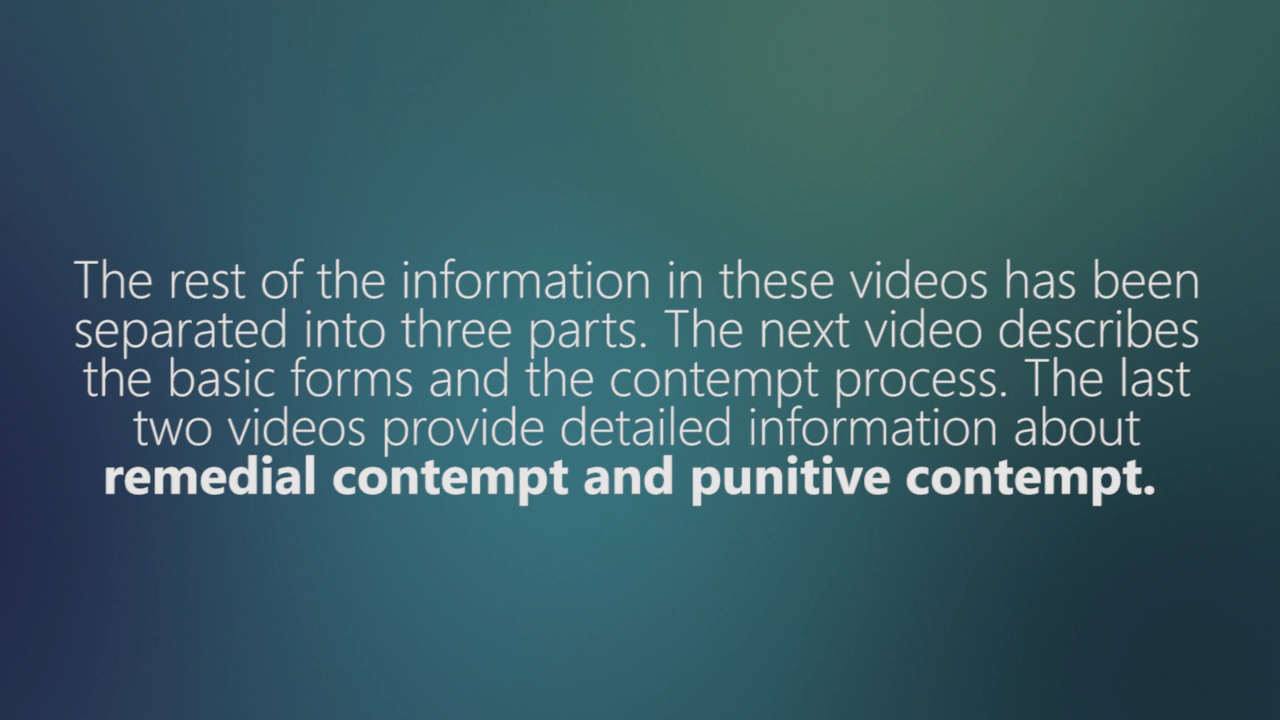 The rest of the information in these videos has been
separated into three parts. The next video describes
the basic forms and the contempt process. The last
two videos provide detailed information about
remedial contempt and punitive contempt.